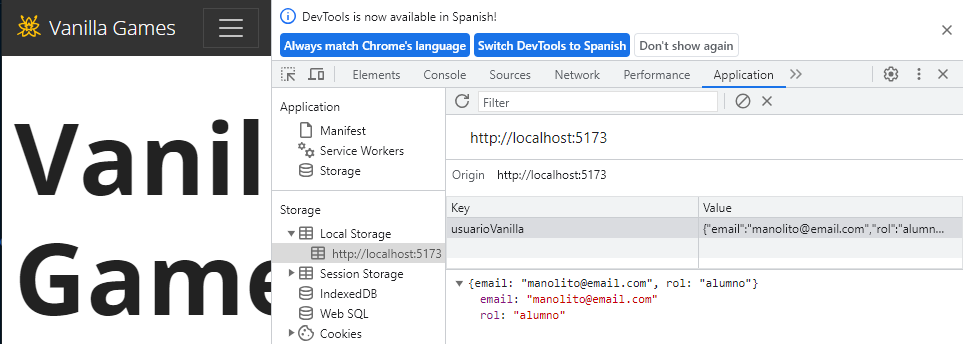 Vanilla Games
Vanil
Game
DevTools is now available in Spanish!
Always match Chrome's language
Switch DevTools to Spanish
Don't show again
Elements
Console
Sources
Network
Performance
Application
Application
Manifest
Service Workers
Storage
Storage
Local Storage
http://localhost:5173
Session Storage
IndexedDB
Web SQL
Cookies
Filter
http://localhost:5173
Origin http://localhost:5173
Key Value
usuarioVanilla {"email":"manolito@email.com","rol":"alumn...
{email: "manolito@email.com", rol: "alumno"}
email: "manolito@email.com"
rol: "alumno"